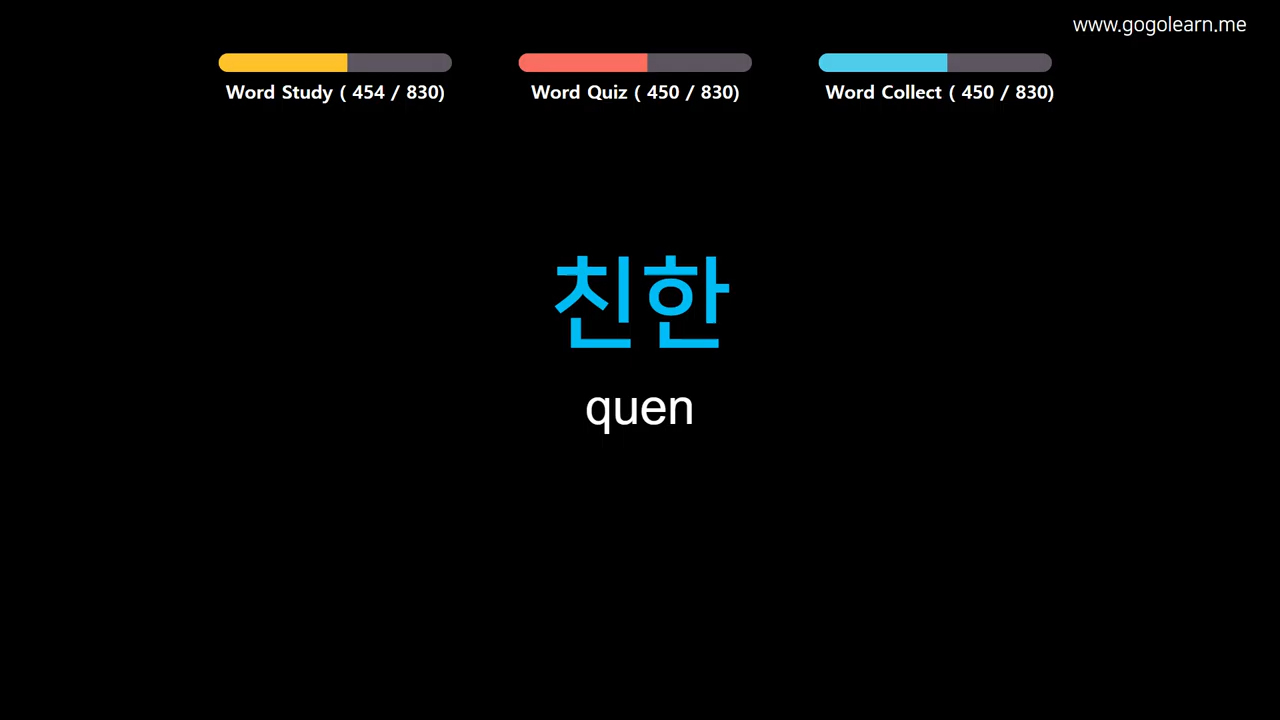 www.gogolearn.me
Word Study ( 454 / 830)
Word Quiz ( 450 / 830)
Word Collect ( 450 / 830)
친한
quen